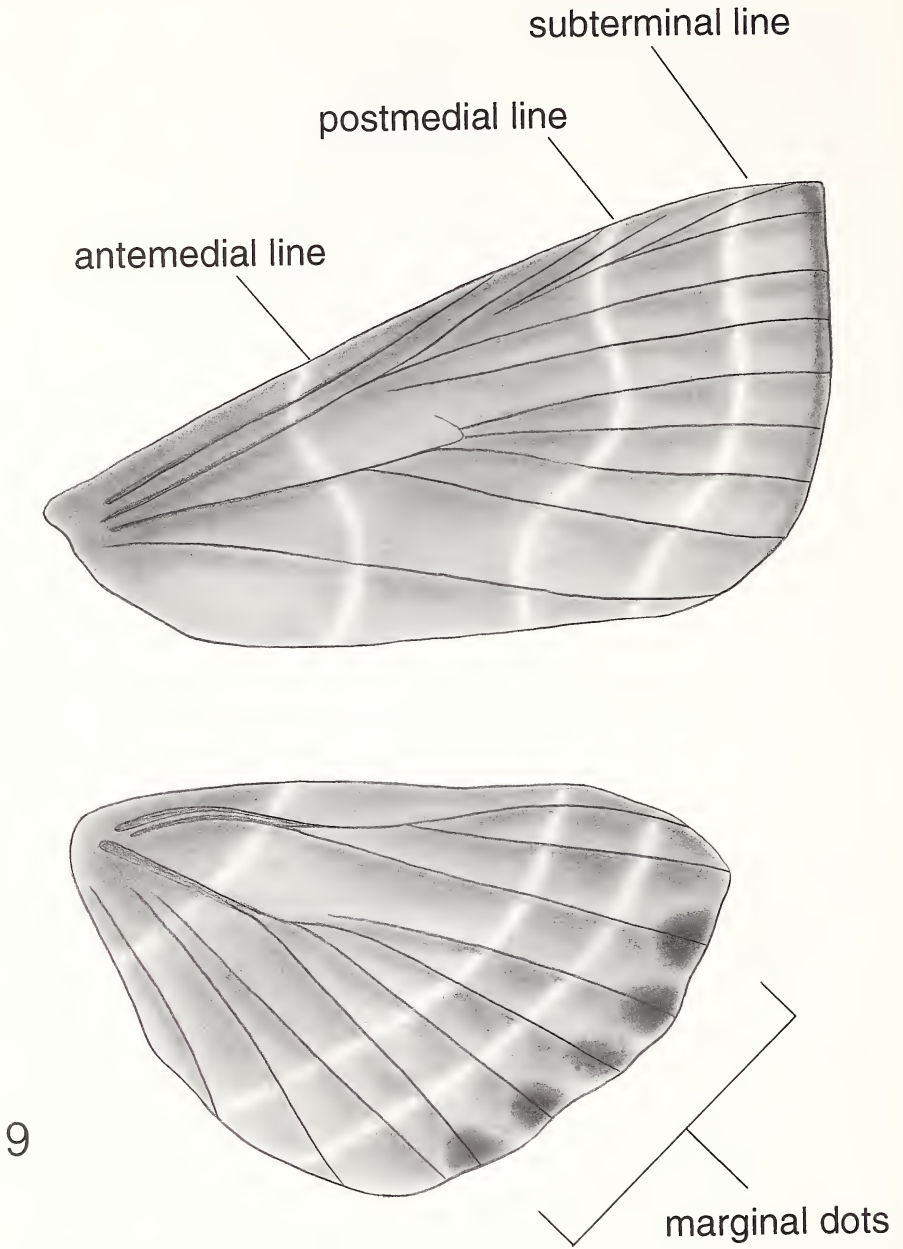 subterminal line
postmedial line
antemedial line
9
marginal dots